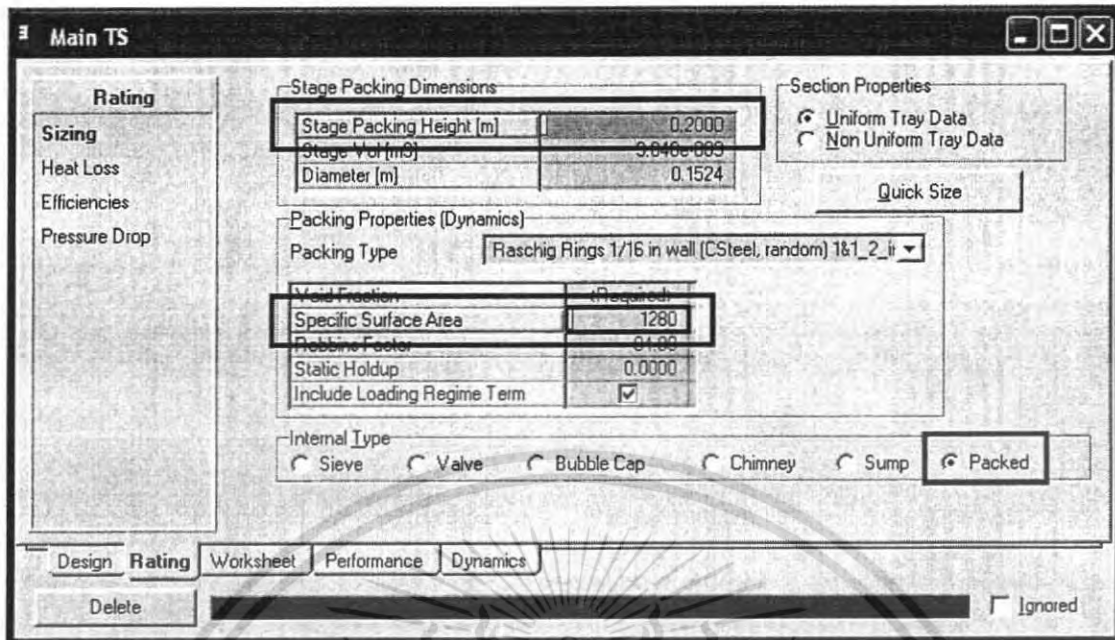 Main TS
Rating
Sizing
Heat Loss
Efficiencies
Pressure Drop
Stage Packing Dimensions
Stage Packing Height [m] 0.2000
Stage Vol [m3]
Diameter [m] 0.1524
Section Properties
Uniform Tray Data
Non Uniform Tray Data
Quick Size
Packing Properties (Dynamics)
Packing Type Raschig Rings 1/16 in wall (CSteel, random) 1&1_2_ir
Void Fraction <Required>
Specific Surface Area 1280
Robbins Factor
Static Holdup 0.0000
Include Loading Regime Term
Internal Type
Sieve Valve Bubble Cap Chimney Sump Packed
Design Rating Worksheet Performance Dynamics
Delete Ignored